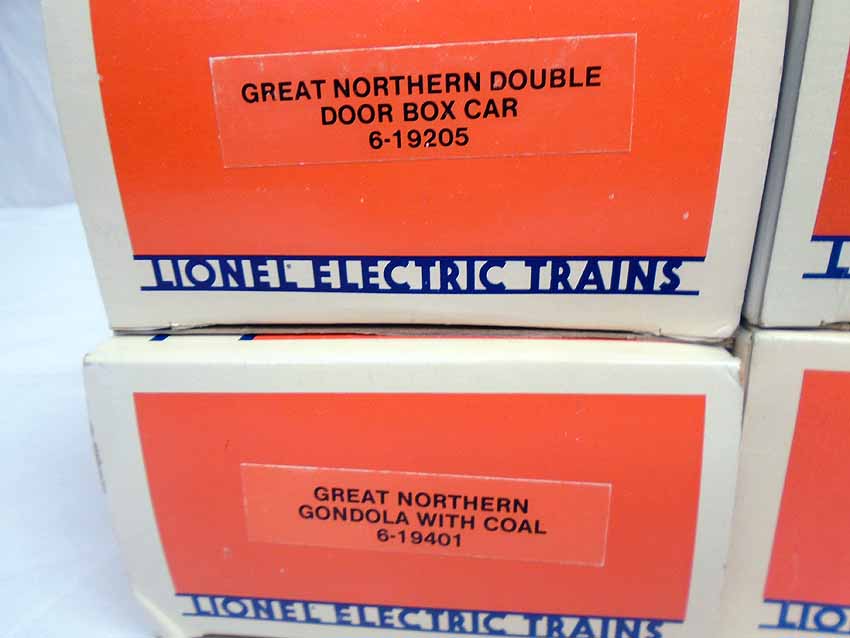 GREAT NORTHERN DOUBLE
DOOR BOX CAR
6-19205
LIONEL ELECTRIC TRAINS
GREAT NORTHERN
GONDOLA WITH COAL
6-19401
LIONEL ELECTRIC TRAINS